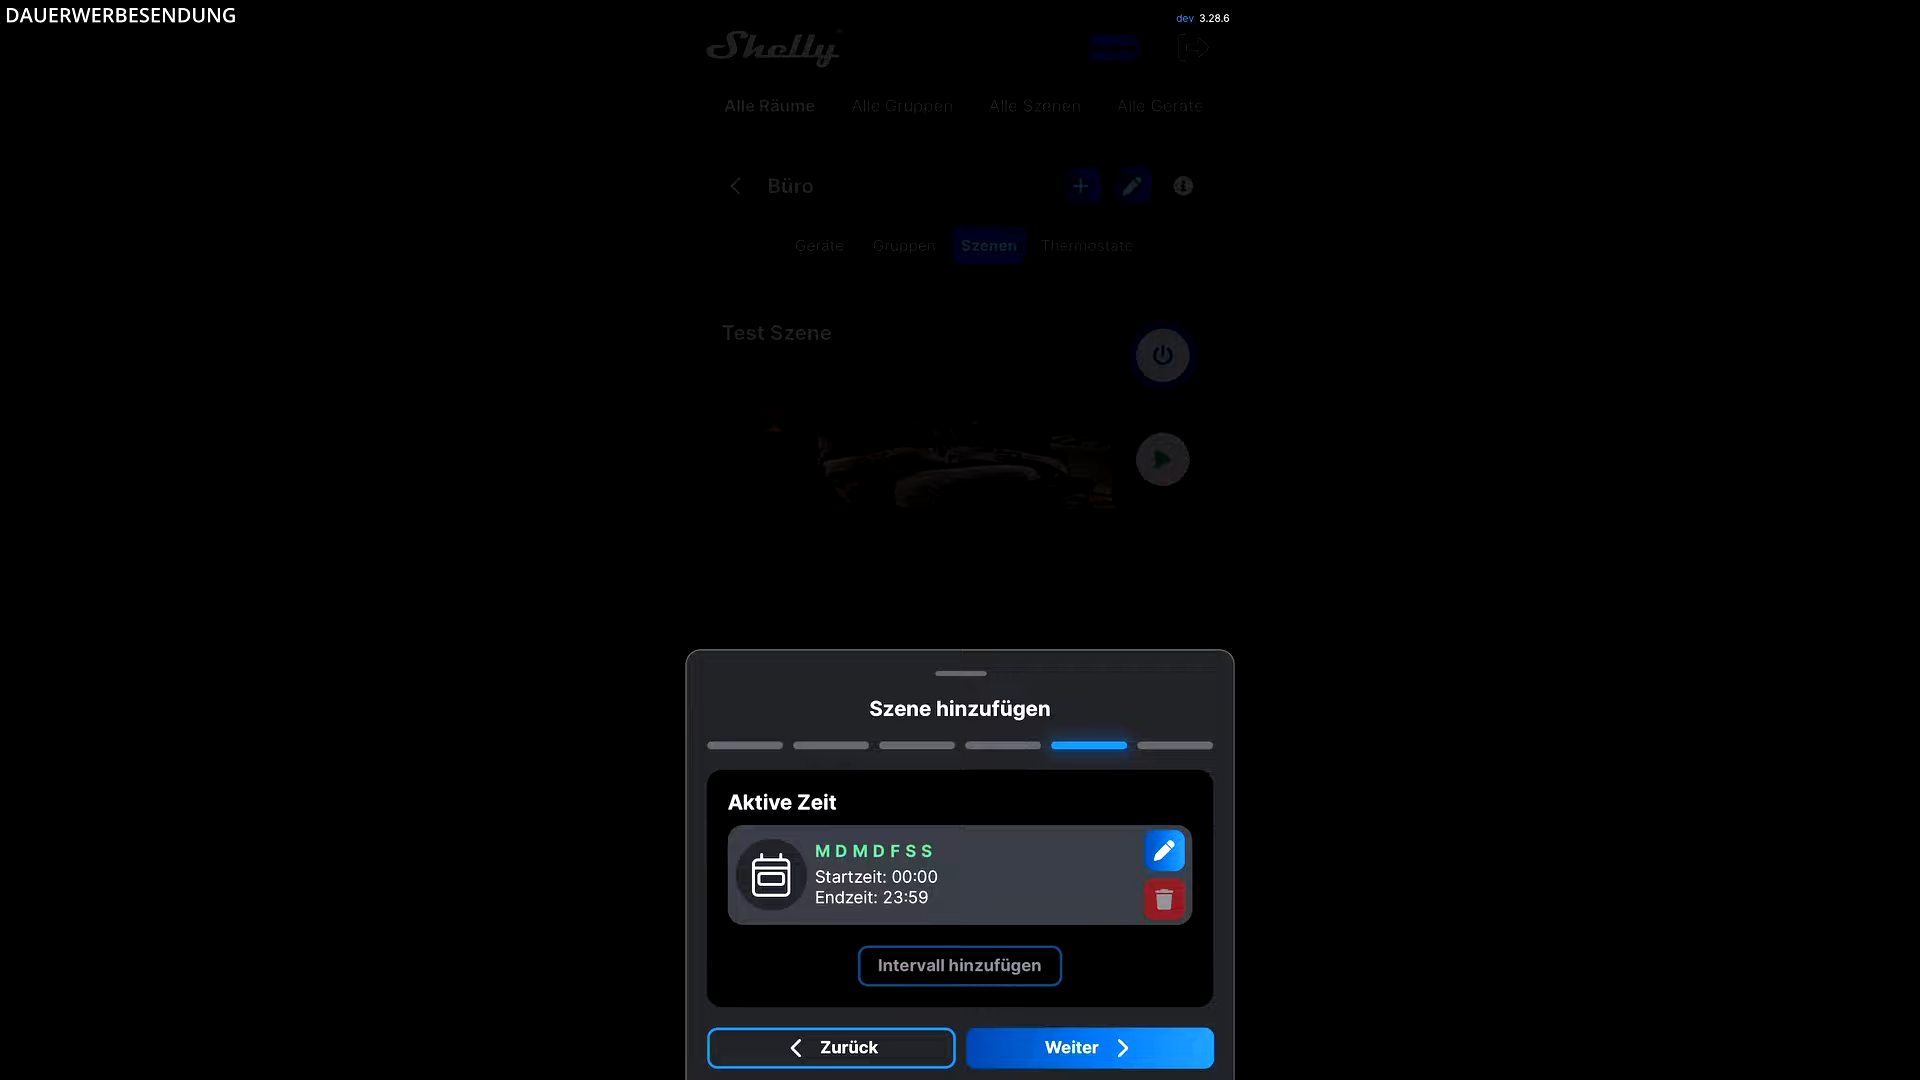 DAUERWERBESENDUNG
dev 3.28.6
Shelly
Alle Räume Alle Gruppen Alle Szenen Alle Geräte
Büro
Geräte Gruppen Szenen Thermostate
Test Szene
Szene hinzufügen
Aktive Zeit
M D M D F S S
Startzeit: 00:00
Endzeit: 23:59
Intervall hinzufügen
Zurück Weiter